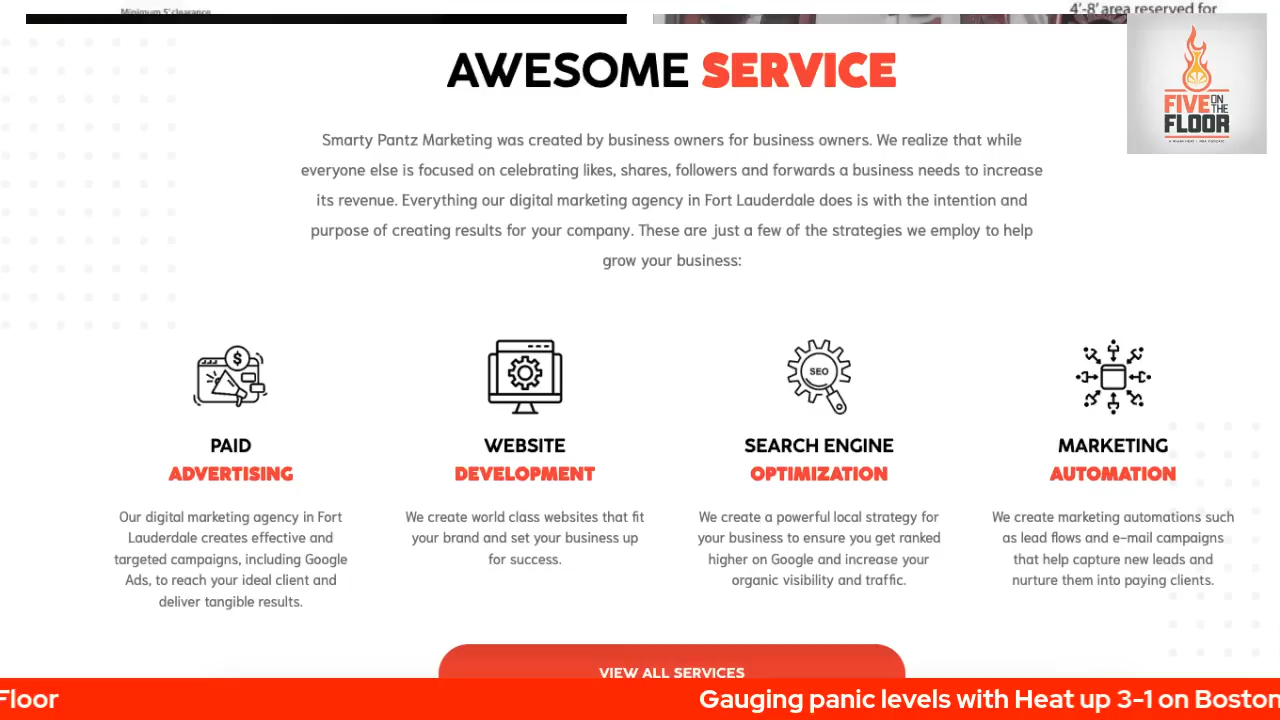 Minimum 5' clearance
4'-8' area reserved for
AWESOME SERVICE
FIVE ON THE
FLOOR
A MIAMI HEAT / NBA PODCAST
Smarty Pantz Marketing was created by business owners for business owners. We realize that while
everyone else is focused on celebrating likes, shares, followers and forwards a business needs to increase
its revenue. Everything our digital marketing agency in Fort Lauderdale does is with the intention and
purpose of creating results for your company. These are just a few of the strategies we employ to help
grow your business:
SEO
PAID
ADVERTISING
Our digital marketing agency in Fort
Lauderdale creates effective and
targeted campaigns, including Google
Ads, to reach your ideal client and
deliver tangible results.
WEBSITE
DEVELOPMENT
We create world class websites that fit
your brand and set your business up
for success.
SEARCH ENGINE
OPTIMIZATION
We create a powerful local strategy for
your business to ensure you get ranked
higher on Google and increase your
organic visibility and traffic.
MARKETING
AUTOMATION
We create marketing automations such
as lead flows and e-mail campaigns
that help capture new leads and
nurture them into paying clients.
VIEW ALL SERVICES
Floor
Gauging panic levels with Heat up 3-1 on Boston